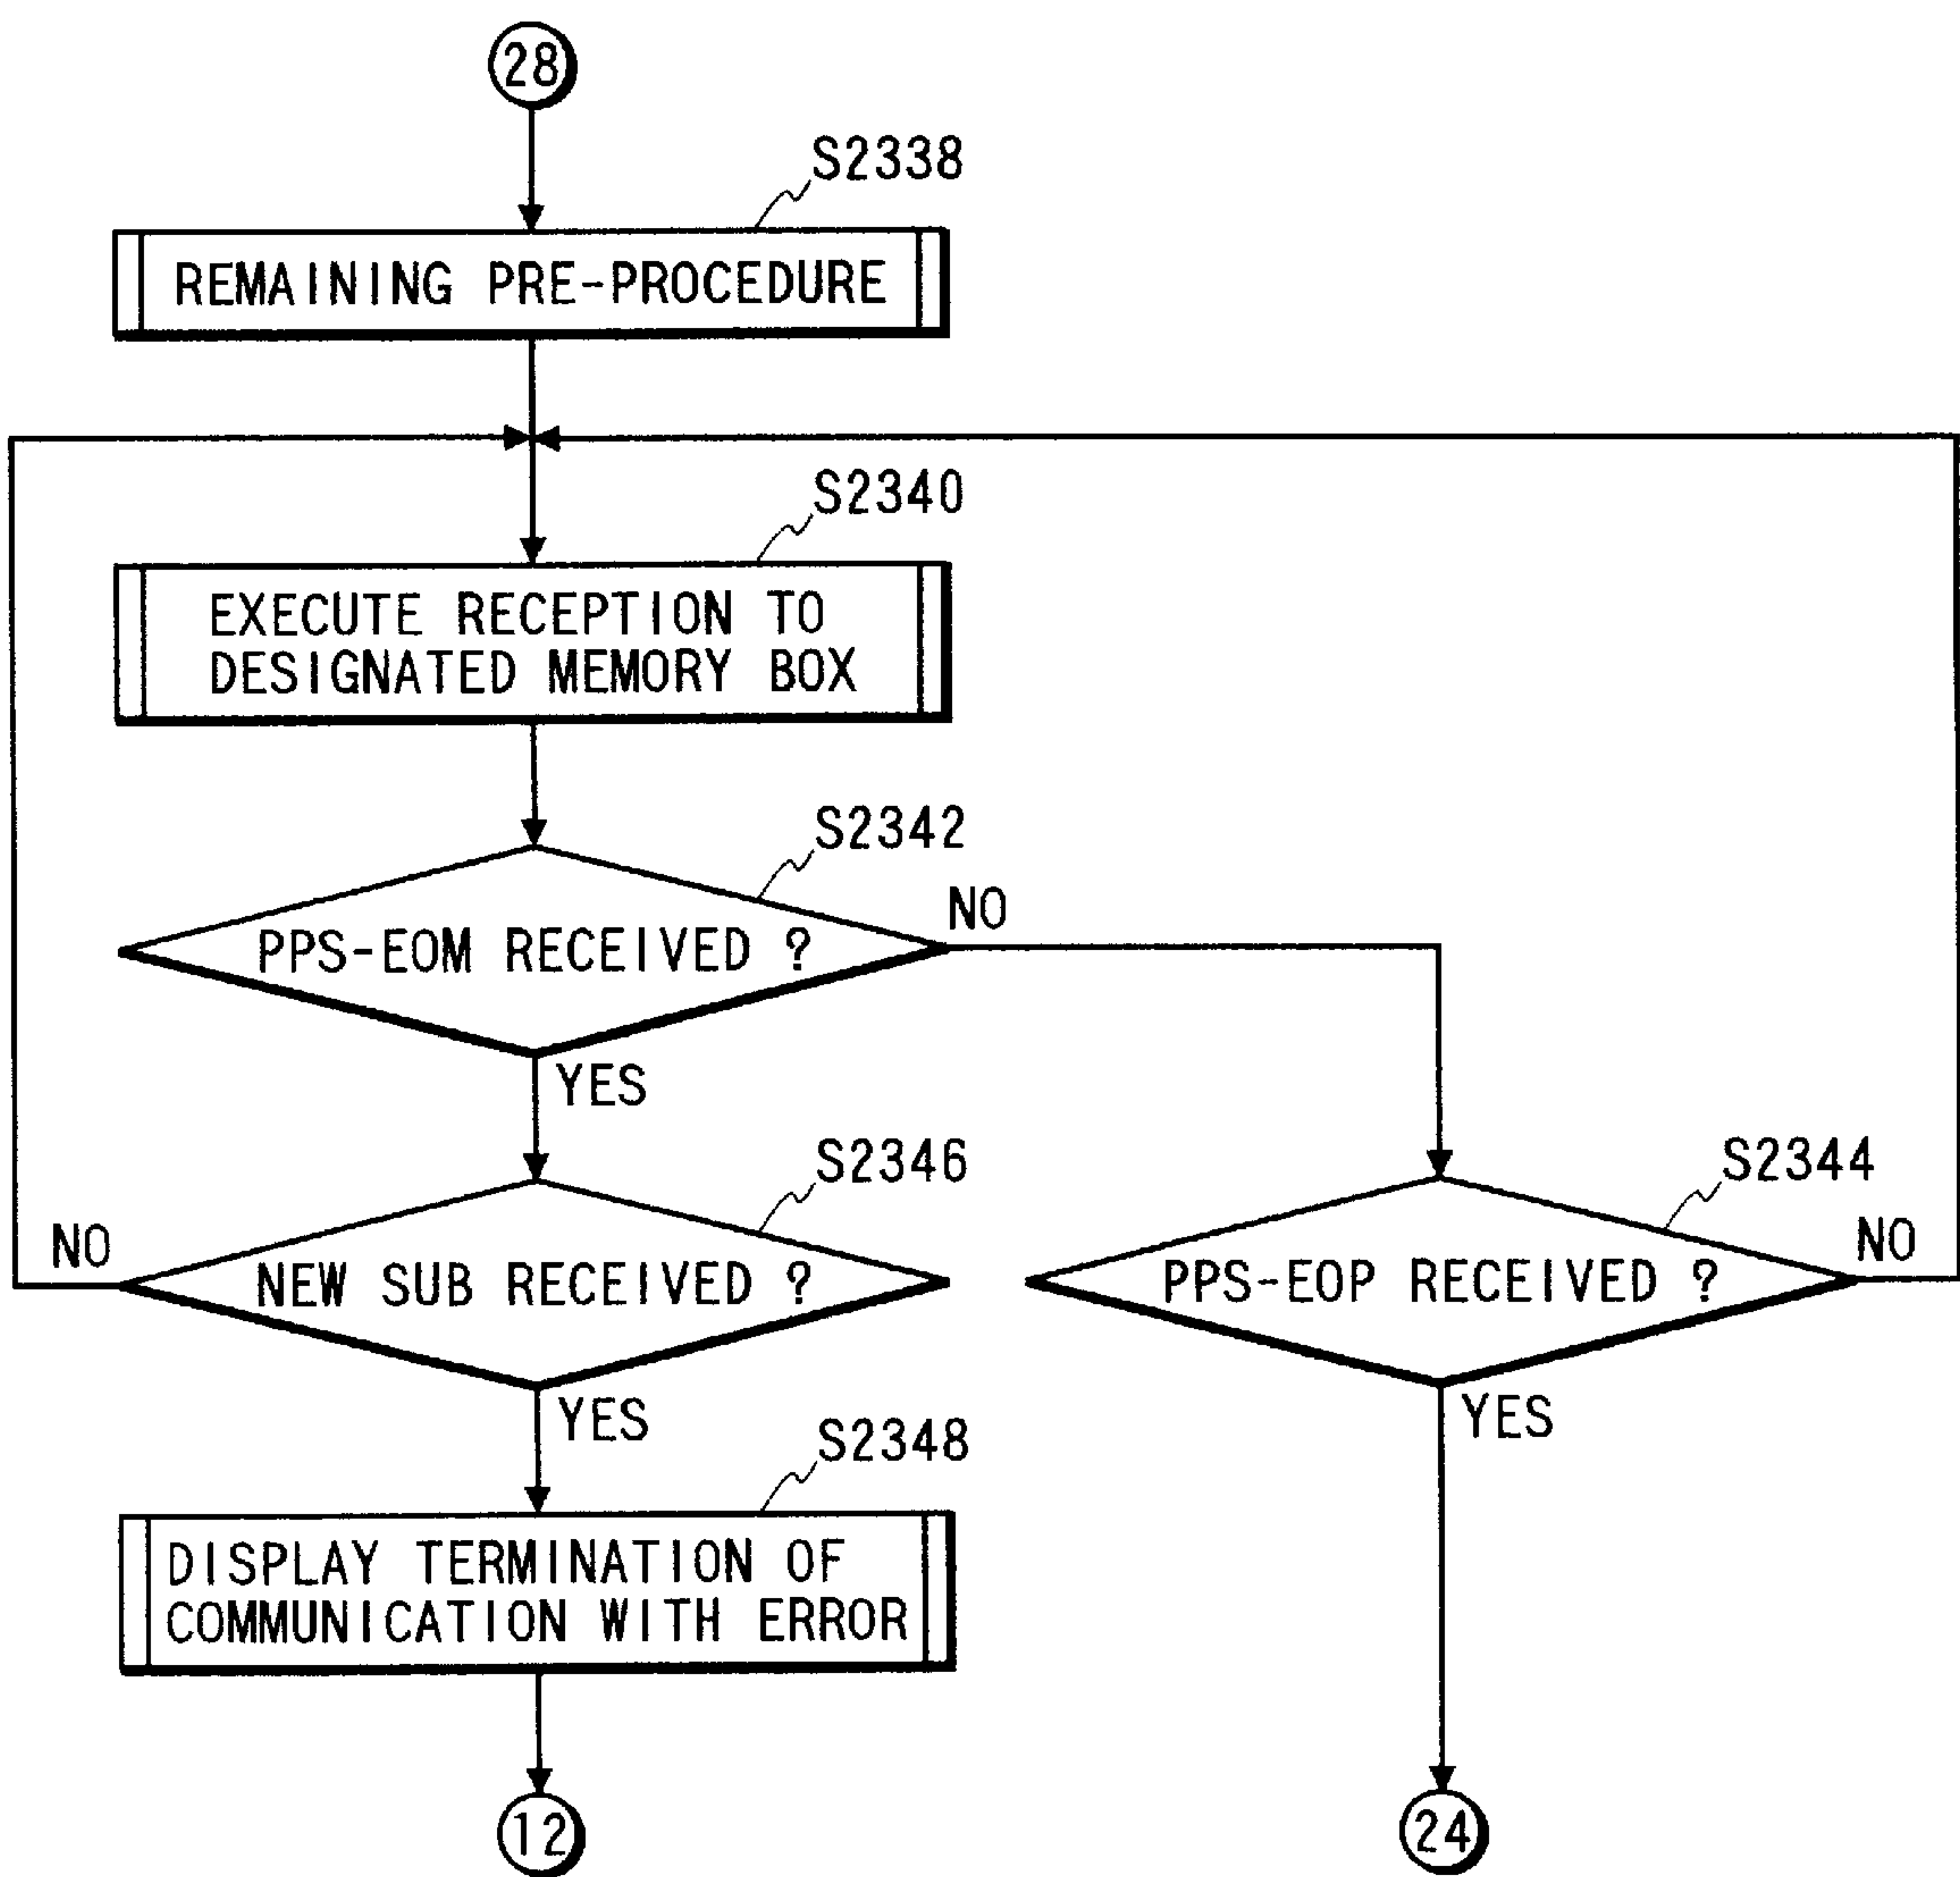 28
S2338
REMAINING PRE-PROCEDURE
S2340
EXECUTE RECEPTION TO
DESIGNATED MEMORY BOX
S2342
PPS-EOM RECEIVED ?
NO
YES
S2346
NEW SUB RECEIVED ?
NO
YES
S2344
PPS-EOP RECEIVED ?
NO
YES
S2348
DISPLAY TERMINATION OF
COMMUNICATION WITH ERROR
12
24